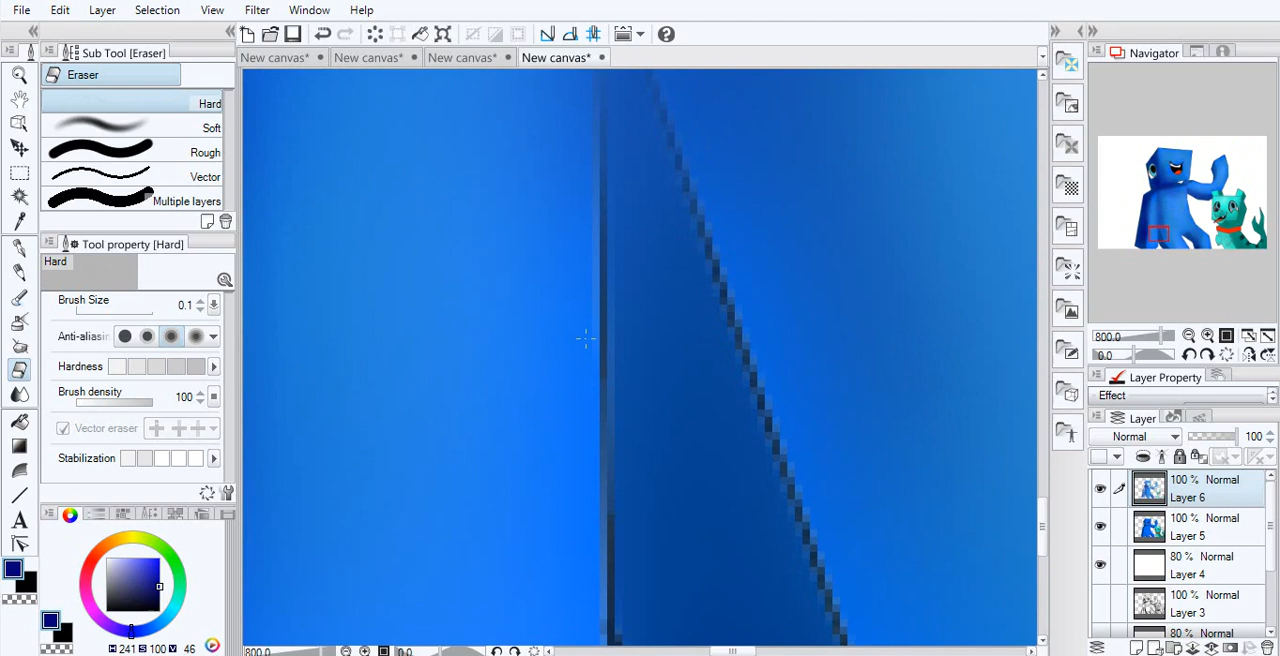 File Edit Layer Selection View Filter Window Help
Sub Tool [Eraser]
Eraser
Hard
Soft
Rough
Vector
Multiple layers
Tool property [Hard]
Hard
Brush Size 0.1
Anti-aliasin
Hardness
Brush density 100
Vector eraser
Stabilization
H 241 S 100 V 46
New canvas* New canvas* New canvas* New canvas*
800.0 0.0
Navigator
800.0
0.0
Layer Property
Effect
Layer
Normal 100
100 % Normal
Layer 6
100 % Normal
Layer 5
80 % Normal
Layer 4
100 % Normal
Layer 3
80 % Normal